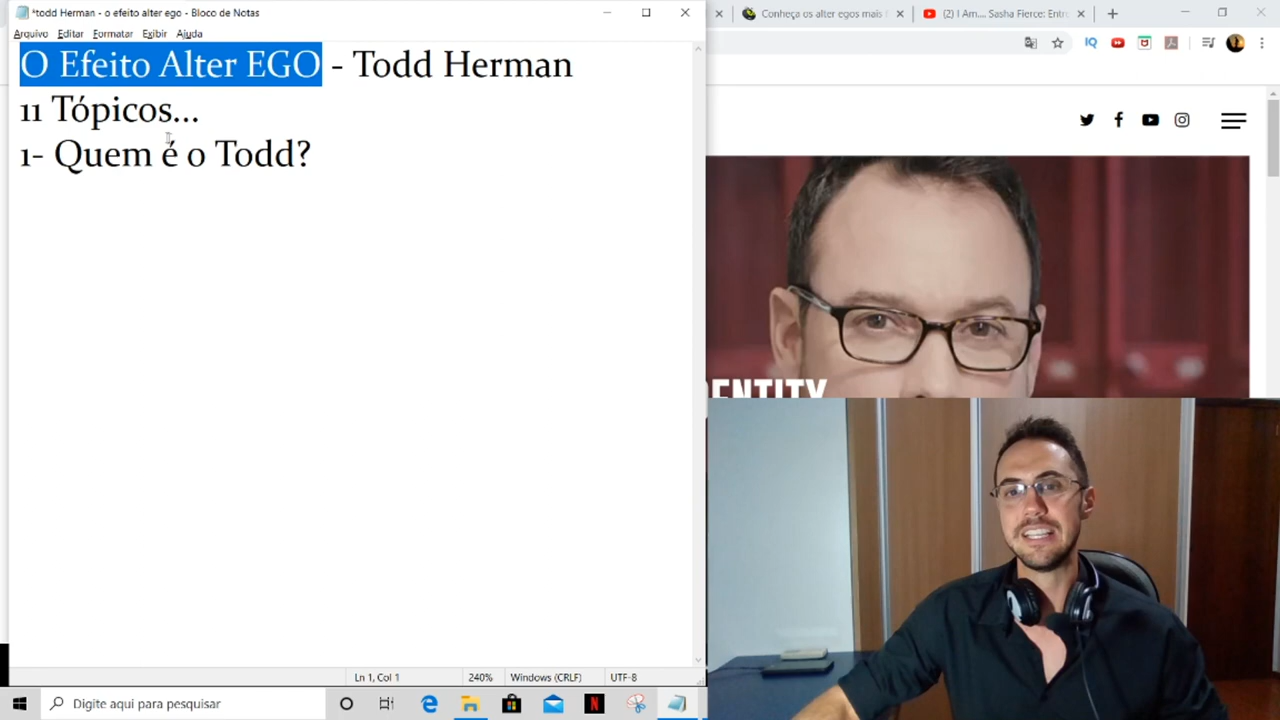 *todd Herman - o efeito alter ego - Bloco de Notas
Arquivo Editar Formatar Exibir Ajuda
O Efeito Alter EGO - Todd Herman
11 Tópicos...
1- Quem é o Todd?
Ln 1, Col 1 240% Windows (CRLF) UTF-8
Digite aqui para pesquisar
Conheça os alter egos mais f
(2) I Am.... Sasha Fierce: Entr
IQ
DENTITY